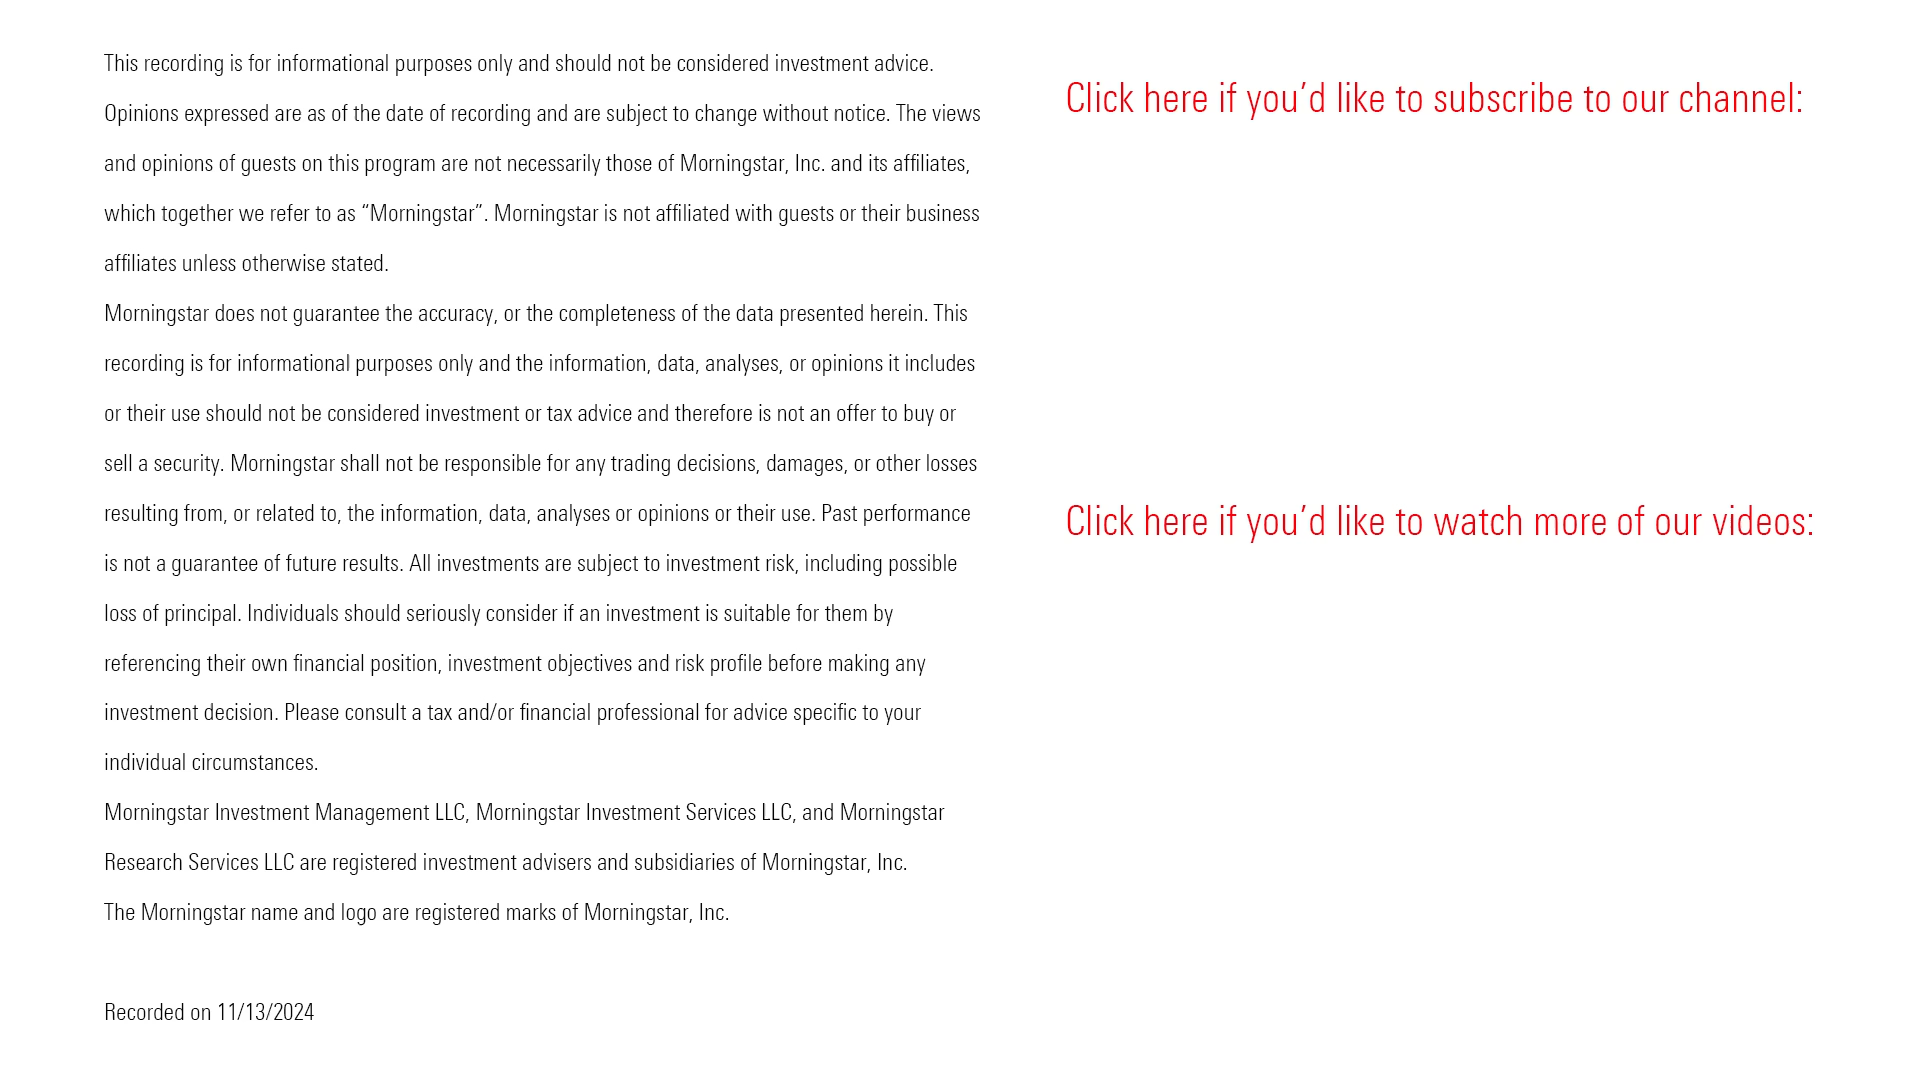 This recording is for informational purposes only and should not be considered investment advice.
Opinions expressed are as of the date of recording and are subject to change without notice. The views
and opinions of guests on this program are not necessarily those of Morningstar, Inc. and its affiliates,
which together we refer to as “Morningstar”. Morningstar is not affiliated with guests or their business
affiliates unless otherwise stated.
Morningstar does not guarantee the accuracy, or the completeness of the data presented herein. This
recording is for informational purposes only and the information, data, analyses, or opinions it includes
or their use should not be considered investment or tax advice and therefore is not an offer to buy or
sell a security. Morningstar shall not be responsible for any trading decisions, damages, or other losses
resulting from, or related to, the information, data, analyses or opinions or their use. Past performance
is not a guarantee of future results. All investments are subject to investment risk, including possible
loss of principal. Individuals should seriously consider if an investment is suitable for them by
referencing their own financial position, investment objectives and risk profile before making any
investment decision. Please consult a tax and/or financial professional for advice specific to your
individual circumstances.
Morningstar Investment Management LLC, Morningstar Investment Services LLC, and Morningstar
Research Services LLC are registered investment advisers and subsidiaries of Morningstar, Inc.
The Morningstar name and logo are registered marks of Morningstar, Inc.
Recorded on 11/13/2024
Click here if you’d like to subscribe to our channel:
Click here if you’d like to watch more of our videos: